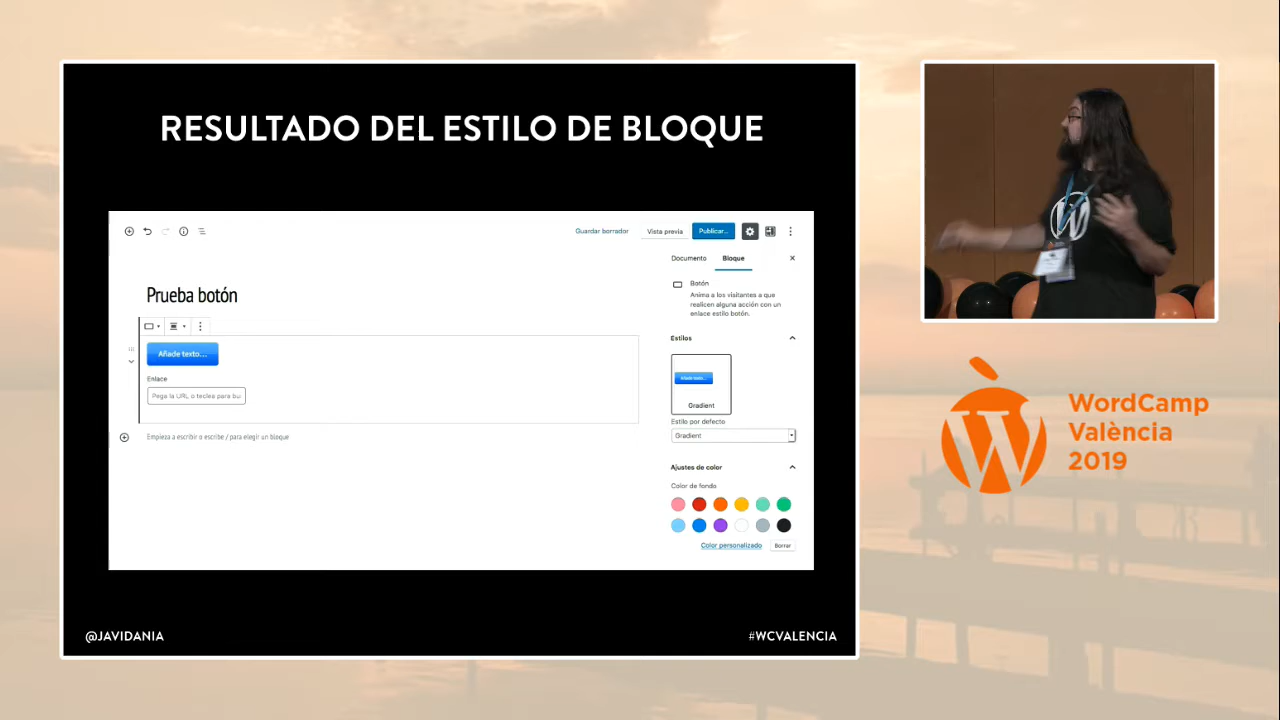 RESULTADO DEL ESTILO DE BLOQUE
Guardar borrador
Vista previa
Publicar...
Documento
Bloque
Prueba botón
Botón
Anima a los visitantes a que
realicen alguna acción con un
enlace estilo botón.
Estilos
Añade texto...
Añade texto...
Enlace
Pega la URL o teclea para bu
Gradient
Estilo por defecto
Gradient
Empieza a escribir o escribe / para elegir un bloque
Ajustes de color
Color de fondo
Color personalizado
Borrar
@JAVIDANIA
#WCVALENCIA
WordCamp
València
2019